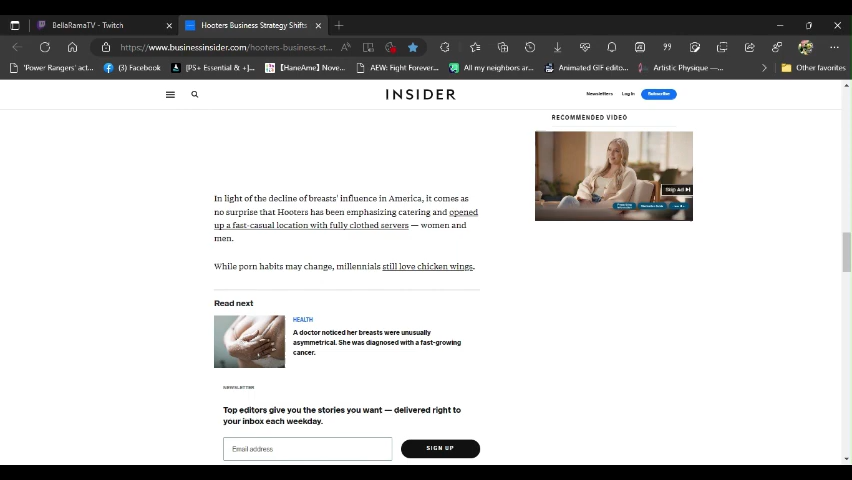 BellaRamaTV - Twitch
Hooters Business Strategy Shifts
https://www.businessinsider.com/hooters-business-st...
'Power Rangers' act...
(3) Facebook
[PS+ Essential & +]...
[HaneAme] Nove...
AEW: Fight Forever...
All my neighbors ar...
Animated GIF edito...
Artistic Physique —...
Other favorites
INSIDER
Newsletters
Log in
Subscribe
RECOMMENDED VIDEO
Skip Ad
In light of the decline of breasts' influence in America, it comes as
no surprise that Hooters has been emphasizing catering and opened
up a fast-casual location with fully clothed servers — women and
men.
While porn habits may change, millennials still love chicken wings.
Read next
HEALTH
A doctor noticed her breasts were unusually
asymmetrical. She was diagnosed with a fast-growing
cancer.
NEWSLETTER
Top editors give you the stories you want — delivered right to
your inbox each weekday.
Email address
SIGN UP